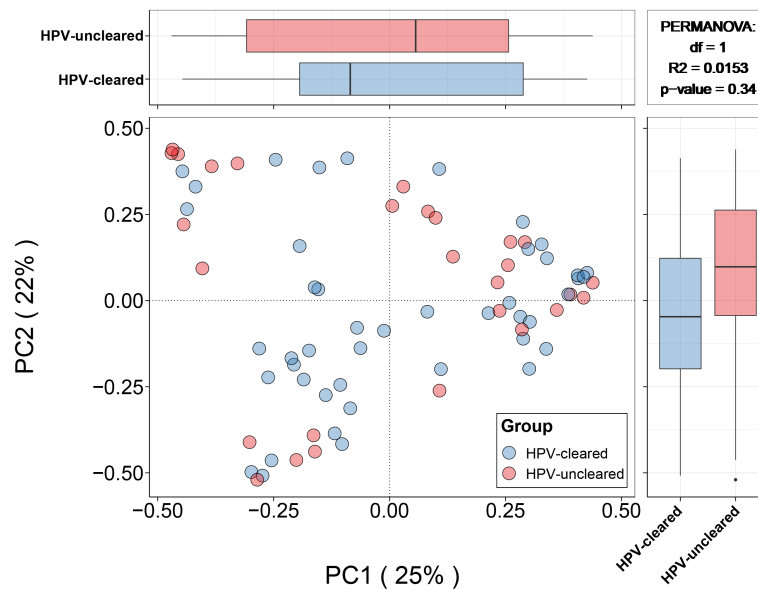 HPV-uncleared
HPV-cleared
PERMANOVA:
df = 1
R2 = 0.0153
p-value = 0.34
0.50
0.25
0.00
−0.25
−0.50
PC2 ( 22% )
Group
HPV-cleared
HPV-uncleared
−0.50
−0.25
0.00
0.25
0.50
PC1 ( 25% )
HPV-cleared
HPV-uncleared